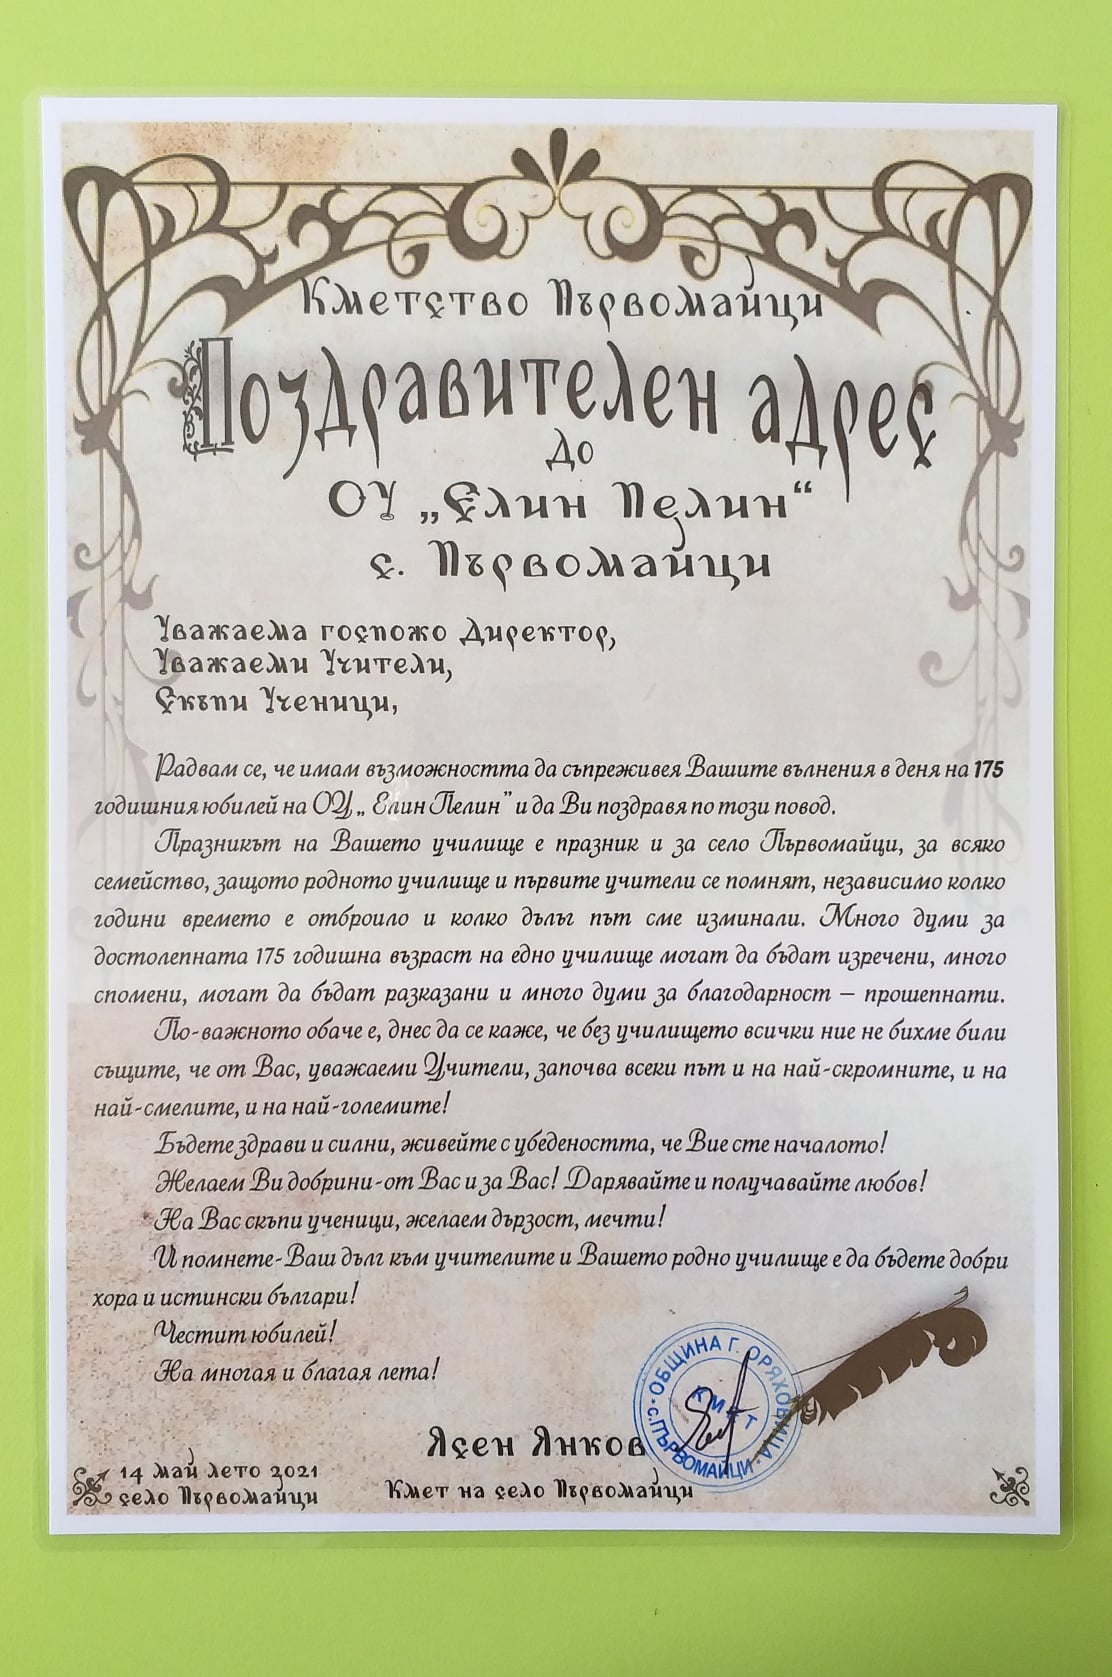 Кметство Първомайци
Поздравителен адрес
до
ОУ „Елин Пелин“
с. Първомайци
Уважаема госпожо Директор,
Уважаеми Учители,
Скъпи Ученици,
Радвам се, че имам възможността да съпреживея Вашите вълнения в деня на 175
годишния юбилей на ОУ „ Елин Пелин” и да Ви поздравя по този повод.
Празникът на Вашето училище е празник и за село Първомайци, за всяко
семейство, защото родното училище и първите учители се помнят, независимо колко
години времето е отброило и колко дълъг път сме изминали. Много думи за
достолепната 175 годишна възраст на едно училище могат да бъдат изречени, много
спомени, могат да бъдат разказани и много думи за благодарност – прошепнати.
По-важното обаче е, днес да се каже, че без училището всички ние не бихме били
същите, че от Вас, уважаеми Учители, започва всеки път и на най-скромните, и на
най-смелите, и на най-големите!
Бъдете здрави и силни, живейте с убедеността, че Вие сте началото!
Желаем Ви добрини-от Вас и за Вас! Дарявайте и получавайте любов!
На Вас скъпи ученици, желаем дързост, мечти!
И помнете-Ваш дълг към учителите и Вашето родно училище е да бъдете добри
хора и истински българи!
Честит юбилей!
На многая и благая лета!
ОБЩИНА Г. ОРЯХОВИЦА
КМЕТ
с. ПЪРВОМАЙЦИ
Ясен Янков
Кмет на село Първомайци
14 май лето 2021
село Първомайци